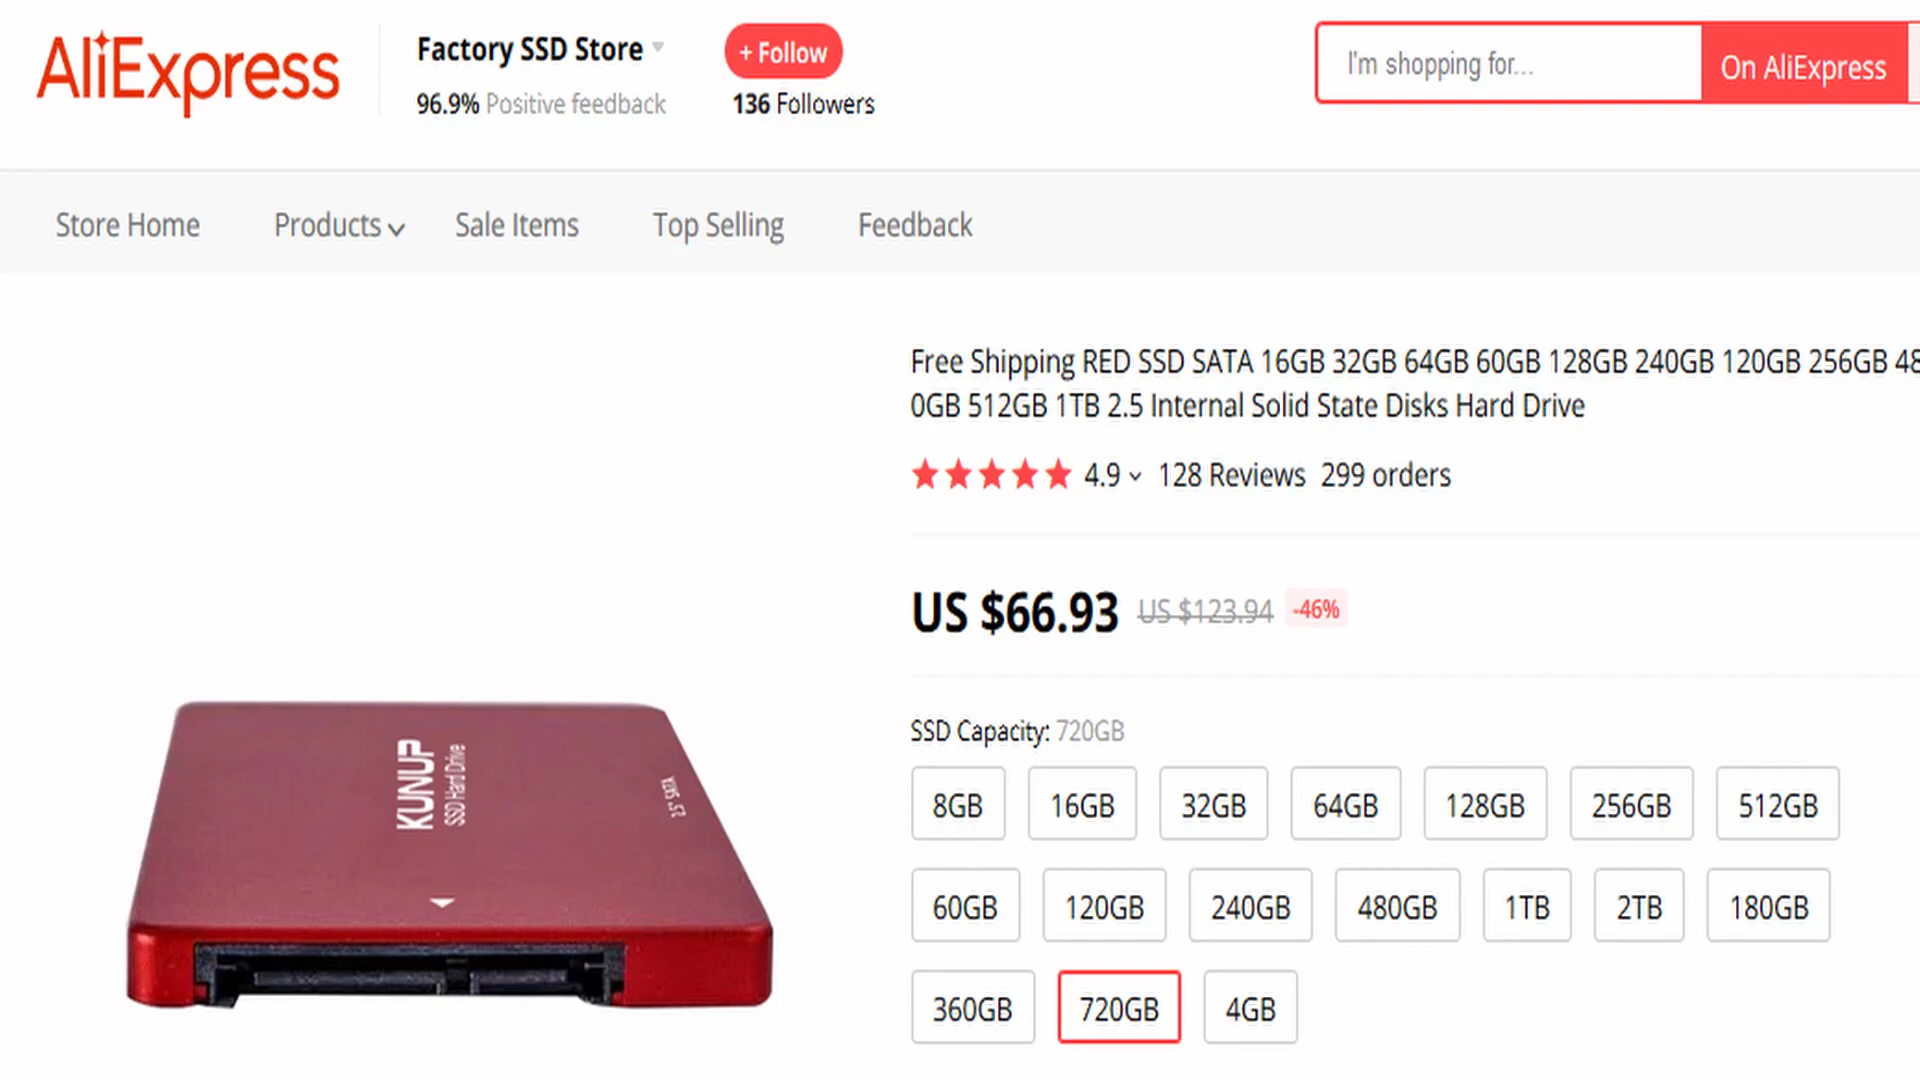 AliExpress
Factory SSD Store
+ Follow
96.9% Positive feedback
136 Followers
I'm shopping for...
On AliExpress
Store Home Products Sale Items Top Selling Feedback
Free Shipping RED SSD SATA 16GB 32GB 64GB 60GB 128GB 240GB 120GB 256GB 48
0GB 512GB 1TB 2.5 Internal Solid State Disks Hard Drive
4.9 128 Reviews 299 orders
US $66.93 US $123.94 -46%
KUNUP
SSD Hard Drive
2.5" SATA
SSD Capacity: 720GB
8GB 16GB 32GB 64GB 128GB 256GB 512GB
60GB 120GB 240GB 480GB 1TB 2TB 180GB
360GB 720GB 4GB